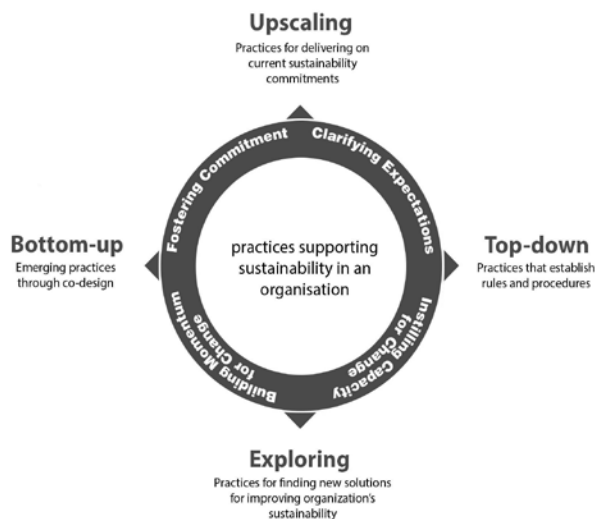 Upscaling
Practices for delivering on
current sustainability
commitments
Fostering Commitment
Clarifying Expectations
Bottom-up
Emerging practices
through co-design
practices supporting
sustainability in an
organisation
Top-down
Practices that establish
rules and procedures
Building Momentum
for Change
Instilling Capacity
for Change
Exploring
Practices for finding new solutions
for improving organization's
sustainability